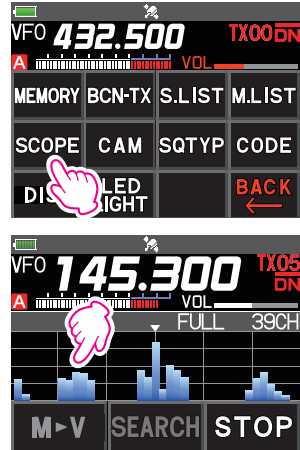 VFO 432.500 TX00 DN
A VOL
MEMORY BCN-TX S.LIST M.LIST
SCOPE CAM SQTYP CODE
BACK
VFO 145.300 TX05 DN
A VOL
FULL 39CH
M►V SEARCH STOP